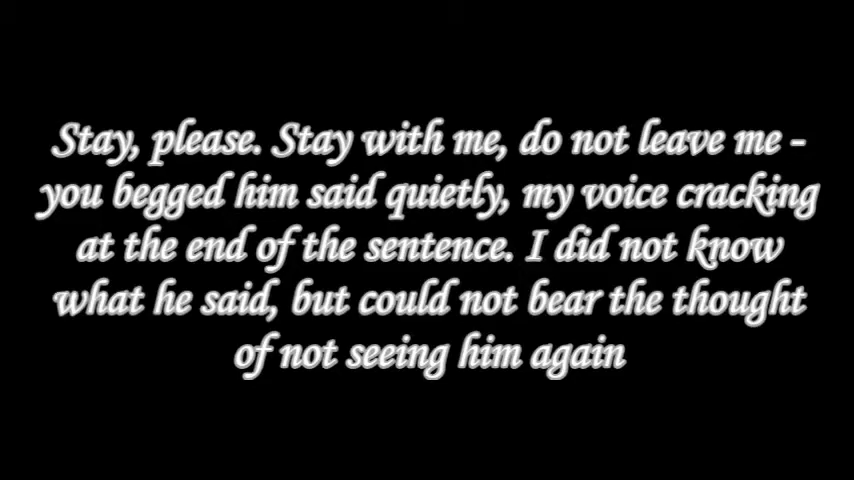 Stay, please. Stay with me, do not leave me -
you begged him said quietly, my voice cracking
at the end of the sentence. I did not know
what he said, but could not bear the thought
of not seeing him again